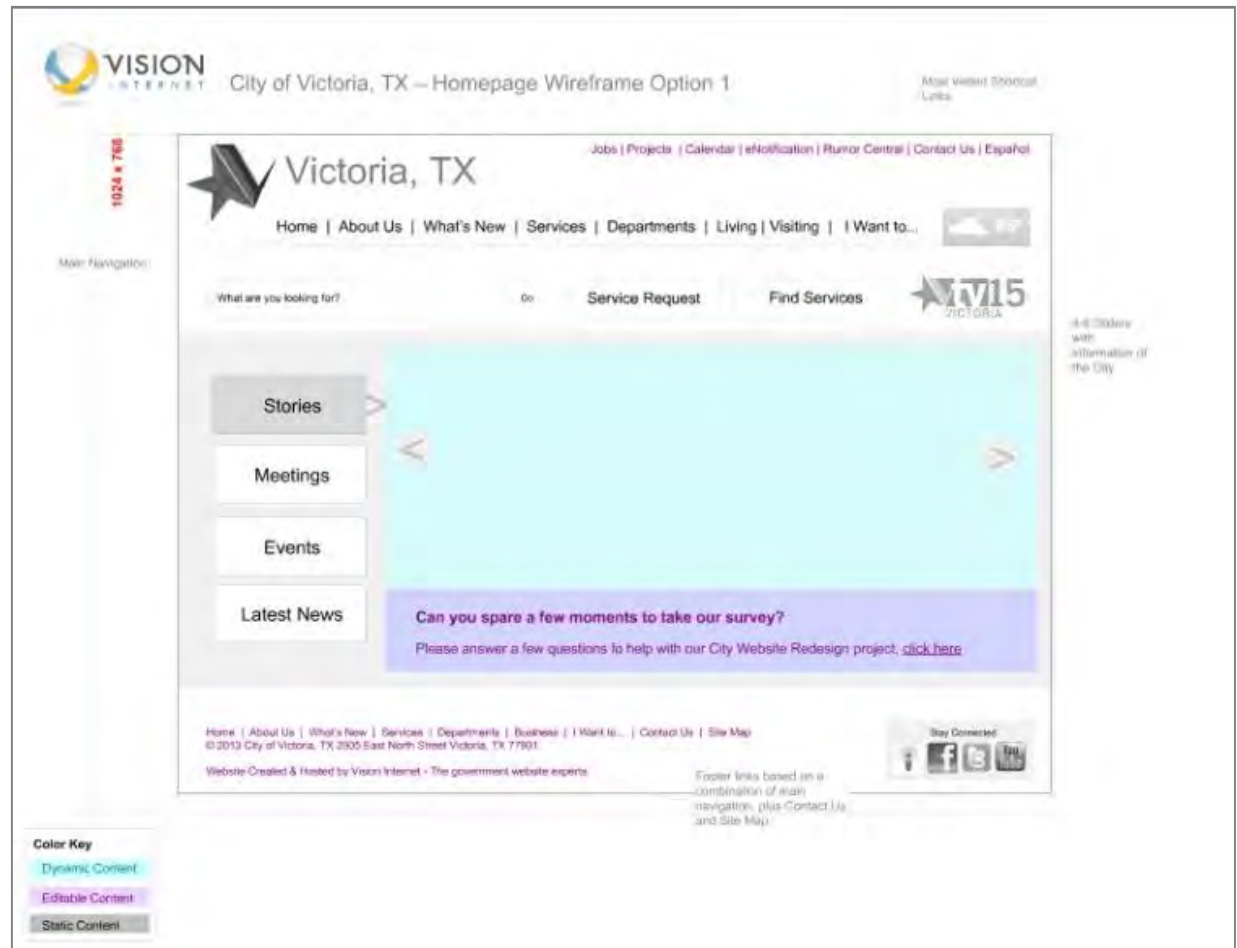 VISION
INTERNET
City of Victoria, TX – Homepage Wireframe Option 1
Most Visited Shortcut
Links
1024 x 768
Main Navigation
Victoria, TX
Jobs | Projects | Calendar | eNotification | Rumor Central | Contact Us | Español
Home | About Us | What's New | Services | Departments | Living | Visiting | I Want to...
What are you looking for?
Go
Service Request
Find Services
tv15
VICTORIA
Sliders
with
information of
the City
Stories
>
<
>
Meetings
Events
Latest News
Can you spare a few moments to take our survey?
Please answer a few questions to help with our City Website Redesign project, click here
Home | About Us | What's New | Services | Departments | Business | I Want to... | Contact Us | Site Map
© 2013 City of Victoria, TX 2905 East North Street Victoria, TX 77901
Website Created & Hosted by Vision Internet - The government website experts
Stay Connected
f
You
Footer links based on a
combination of main
navigation, plus Contact Us
and Site Map
Color Key
Dynamic Content
Editable Content
Static Content